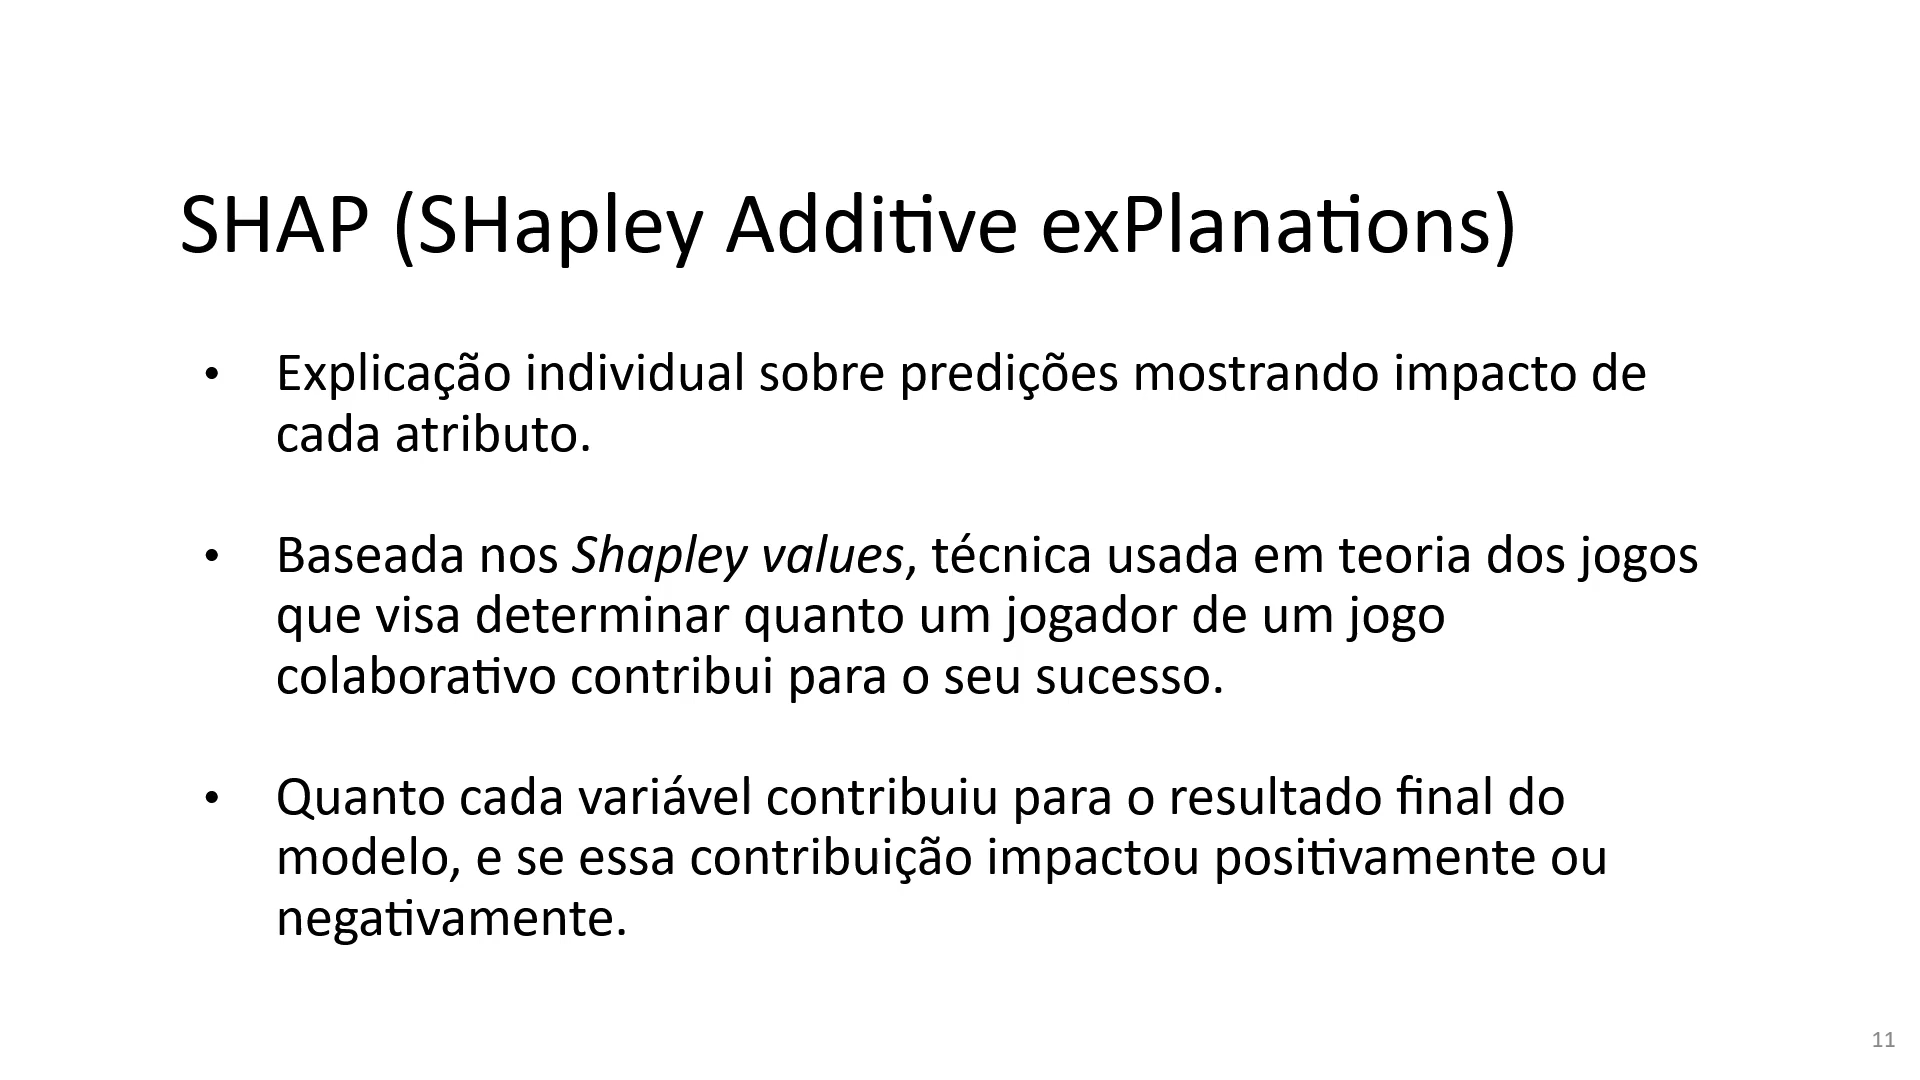 SHAP (SHapley Additive exPlanations)
• Explicação individual sobre predições mostrando impacto de
cada atributo.
• Baseada nos Shapley values, técnica usada em teoria dos jogos
que visa determinar quanto um jogador de um jogo
colaborativo contribui para o seu sucesso.
• Quanto cada variável contribuiu para o resultado final do
modelo, e se essa contribuição impactou positivamente ou
negativamente.
11